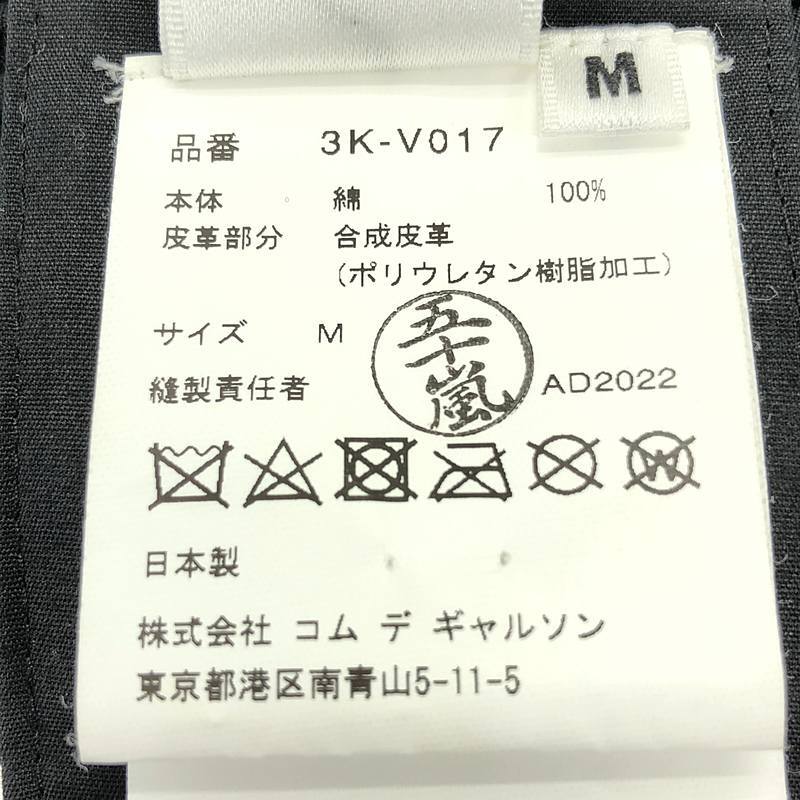 M
品番 3K-V017
本体 綿 100%
皮革部分 合成皮革
(ポリウレタン樹脂加工)
サイズ M
縫製責任者 五十嵐 AD2022
W
日本製
株式会社 コム デ ギャルソン
東京都港区南青山5-11-5